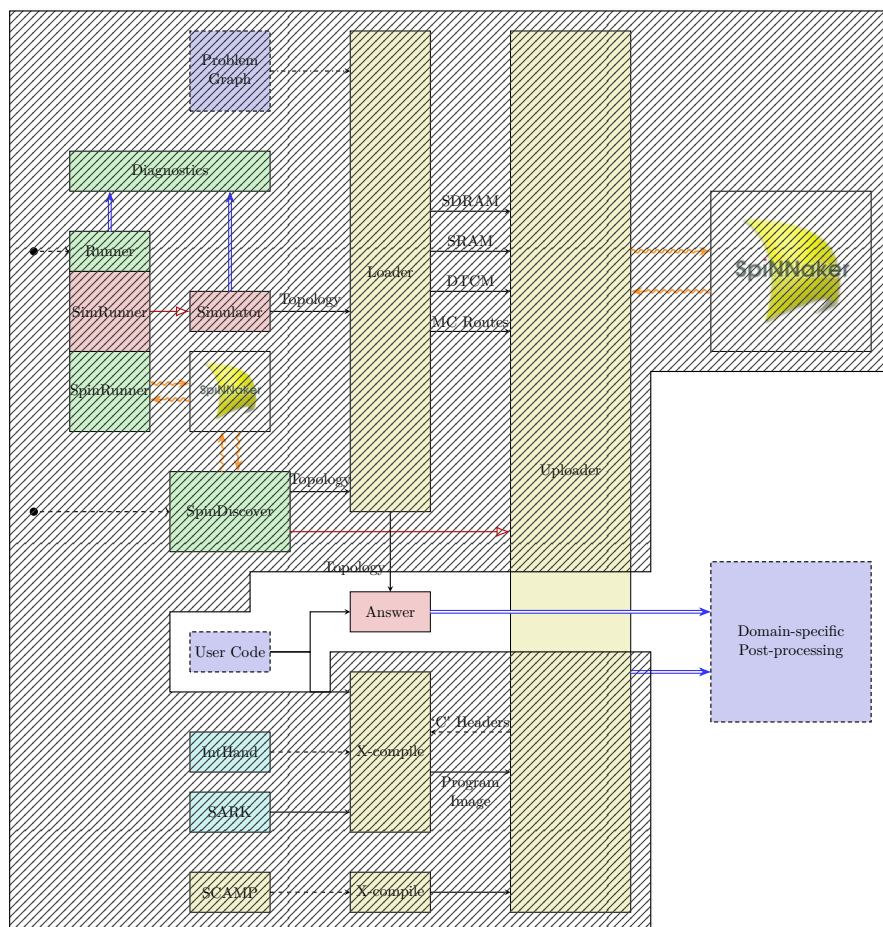 Problem
Graph
Diagnostics
SDRAM
Runner
SRAM
Loader
SpiNNaker
DTCM
SimRunner
Simulator
Topology
MC Routes
SpinRunner
SpiNNaker
Uploader
Topology
SpinDiscover
Topology
Answer
Domain-specific
Post-processing
User Code
'C' Headers
IntHand
X-compile
Program
Image
SARK
SCAMP
X-compile